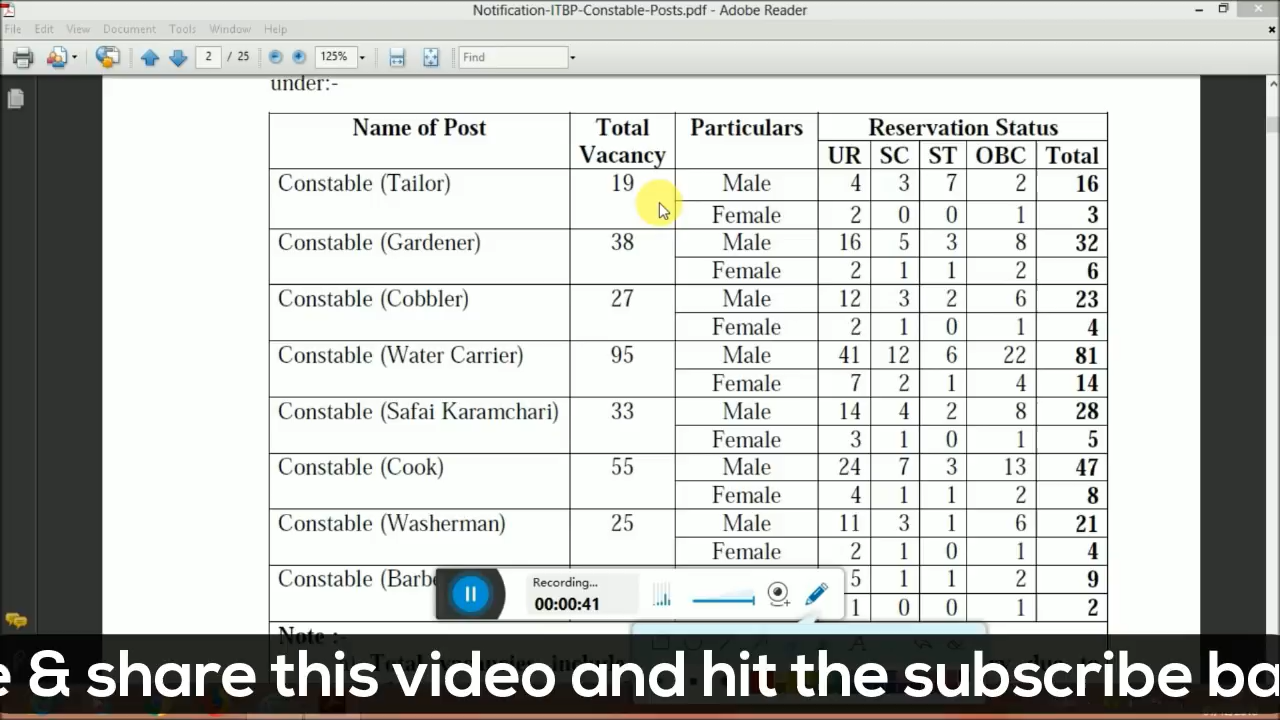 Notification-ITBP-Constable-Posts.pdf - Adobe Reader
File Edit View Document Tools Window Help
2 / 25 125% Find
under:-
Name of Post Total Vacancy Particulars Reservation Status
UR SC ST OBC Total
Constable (Tailor) 19 Male 4 3 7 2 16
Female 2 0 0 1 3
Constable (Gardener) 38 Male 16 5 3 8 32
Female 2 1 1 2 6
Constable (Cobbler) 27 Male 12 3 2 6 23
Female 2 1 0 1 4
Constable (Water Carrier) 95 Male 41 12 6 22 81
Female 7 2 1 4 14
Constable (Safai Karamchari) 33 Male 14 4 2 8 28
Female 3 1 0 1 5
Constable (Cook) 55 Male 24 7 3 13 47
Female 4 1 1 2 8
Constable (Washerman) 25 Male 11 3 1 6 21
Female 2 1 0 1 4
Constable (Barbe 5 1 1 2 9
1 0 0 1 2
Recording...
00:00:41
Note :-
e & share this video and hit the subscribe ba